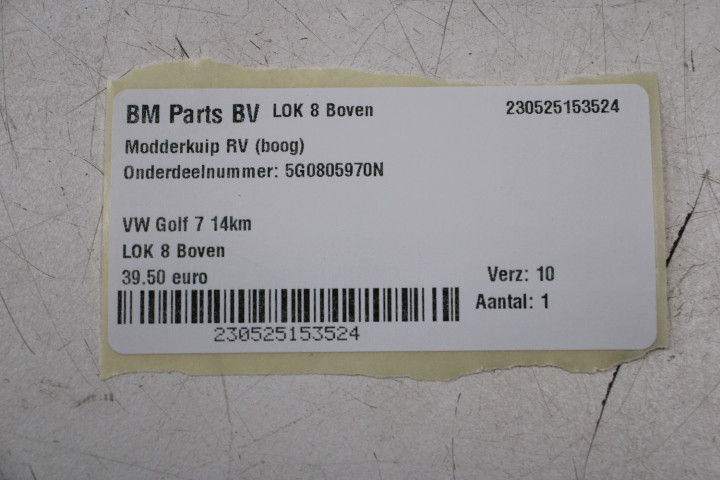 BM Parts BV LOK 8 Boven 230525153524
Modderkuip RV (boog)
Onderdeelnummer: 5G0805970N
VW Golf 7 14km
LOK 8 Boven
39.50 euro Verz: 10
Aantal: 1
230525153524